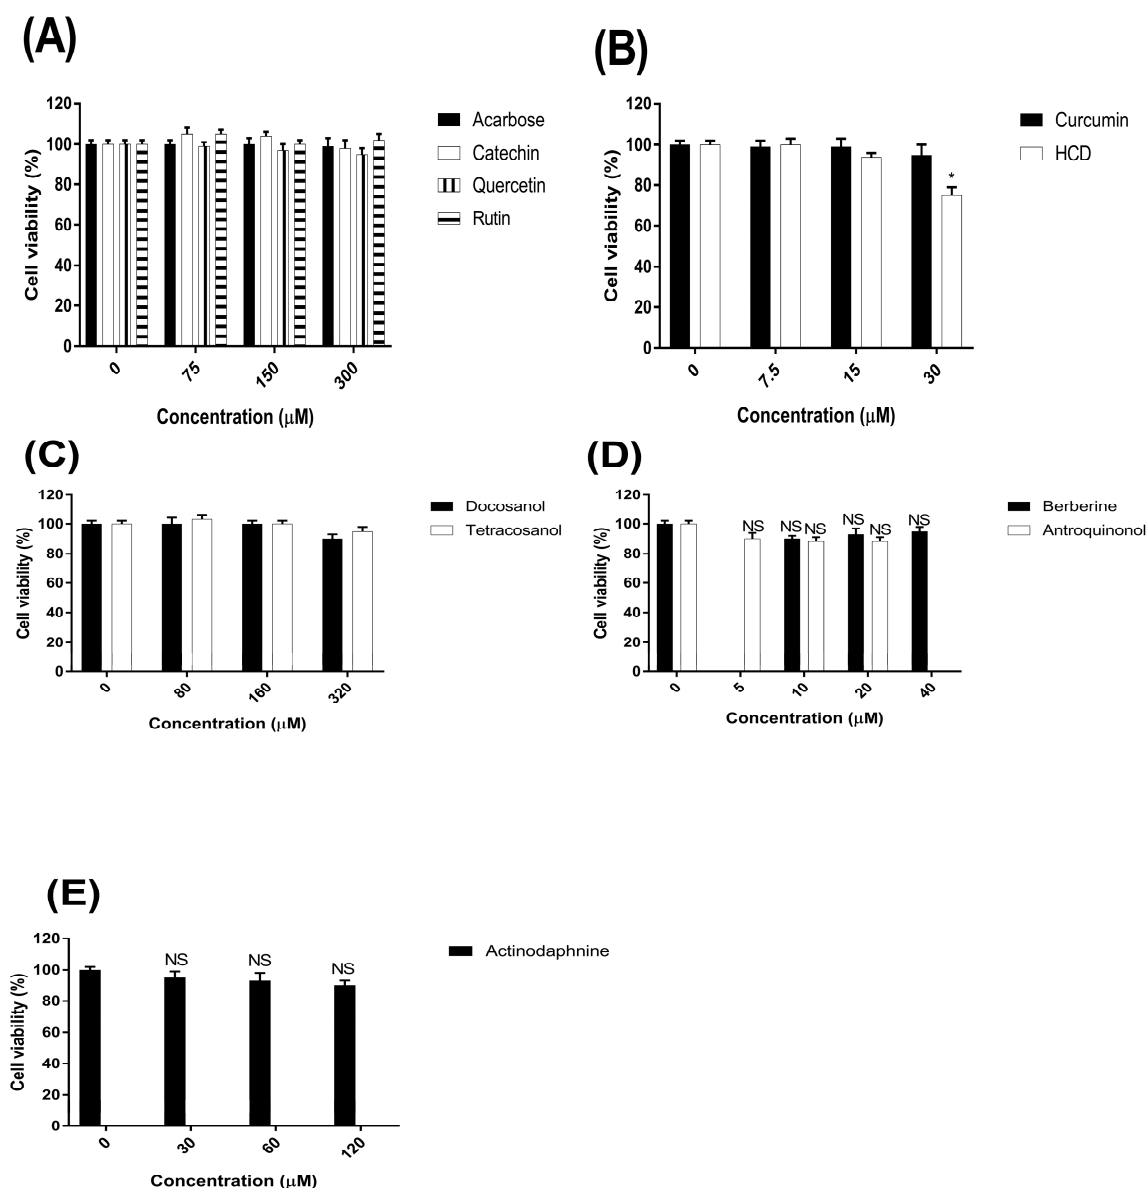 (A)
120
100
80
60
40
20
0
Cell viability (%)
0 75 150 300
Concentration (μM)
Acarbose
Catechin
Quercetin
Rutin
(B)
120
100
80
60
40
20
0
Cell viability (%)
*
0 7.5 15 30
Concentration (μM)
Curcumin
HCD
(C)
120
100
80
60
40
20
0
Cell viability (%)
0 80 160 320
Concentration (μM)
Docosanol
Tetracosanol
(D)
120
100
80
60
40
20
0
Cell viability (%)
NS NS NS NS NS NS
0 5 10 20 40
Concentration (μM)
Berberine
Antroquinonol
(E)
120
100
80
60
40
20
0
Cell viability (%)
NS NS NS
0 30 60 120
Concentration (μM)
Actinodaphnine